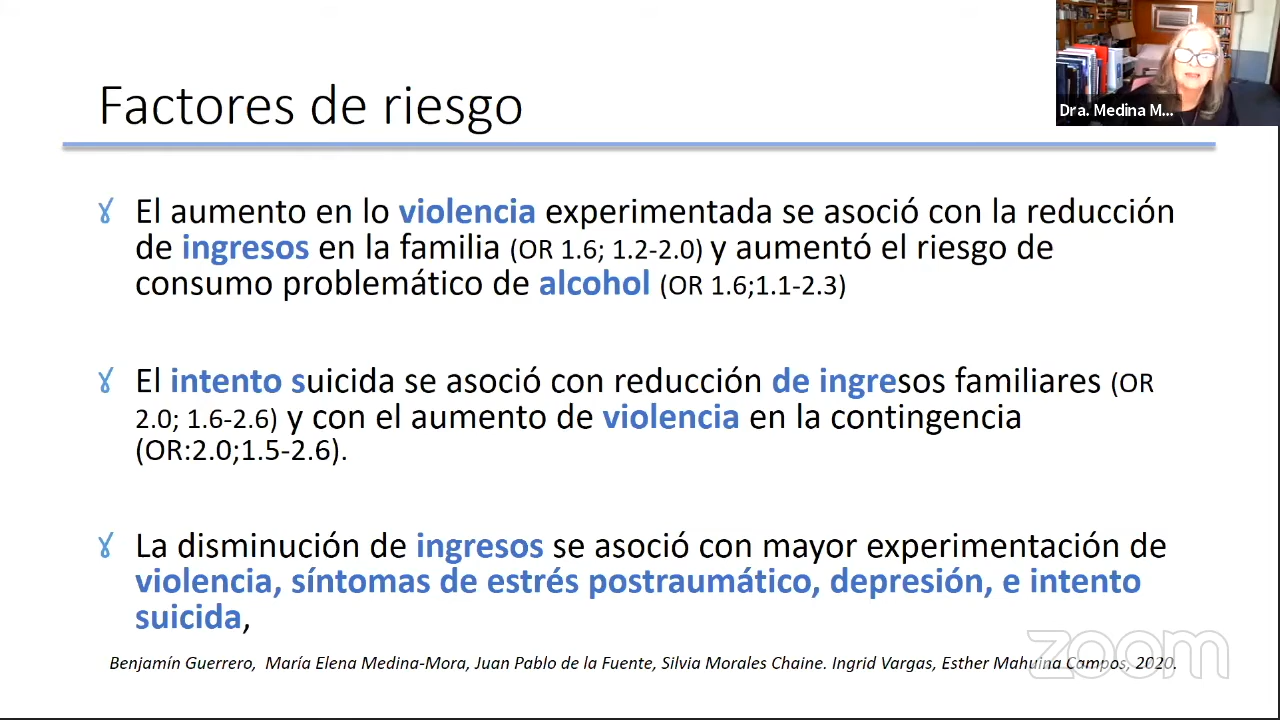 Dra. Medina M...
Factores de riesgo
El aumento en lo violencia experimentada se asoció con la reducción
de ingresos en la familia (OR 1.6; 1.2-2.0) y aumentó el riesgo de
consumo problemático de alcohol (OR 1.6;1.1-2.3)
El intento suicida se asoció con reducción de ingresos familiares (OR
2.0; 1.6-2.6) y con el aumento de violencia en la contingencia
(OR:2.0;1.5-2.6).
La disminución de ingresos se asoció con mayor experimentación de
violencia, síntomas de estrés postraumático, depresión, e intento
suicida,
Benjamín Guerrero, María Elena Medina-Mora, Juan Pablo de la Fuente, Silvia Morales Chaine. Ingrid Vargas, Esther Mahuina Campos, 2020.
zoom